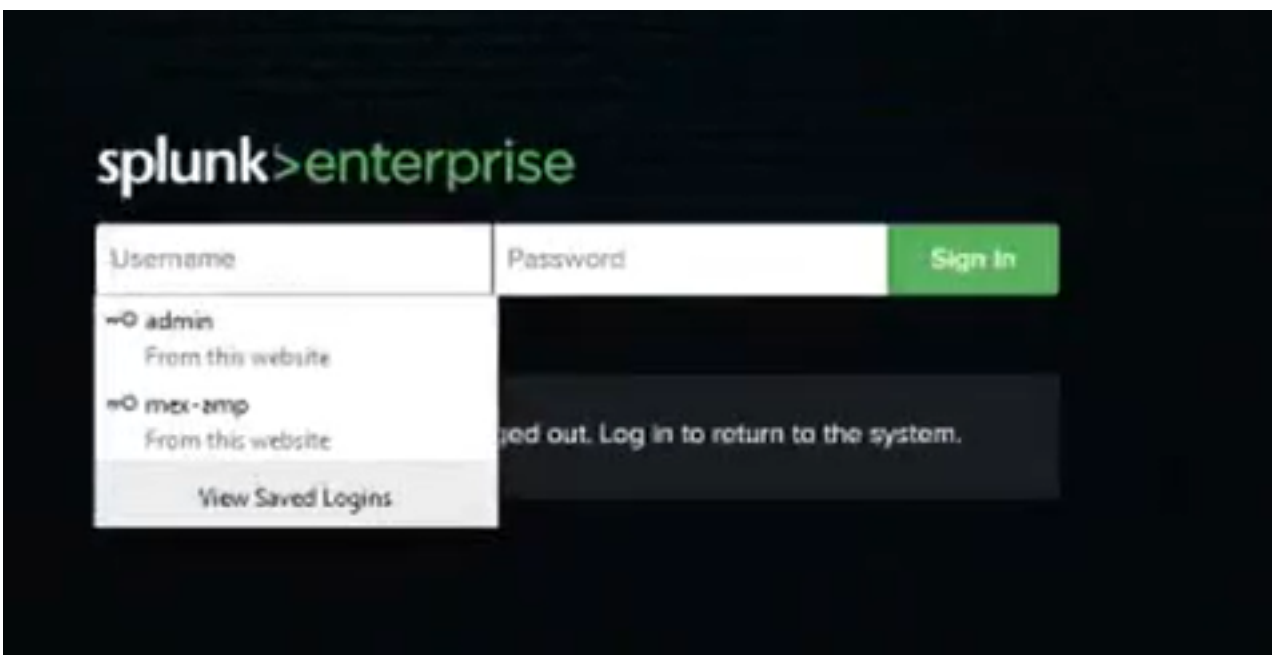 splunk>enterprise
Username
Password
Sign In
admin
From this website
mex-amp
From this website
ged out. Log in to return to the system.
View Saved Logins